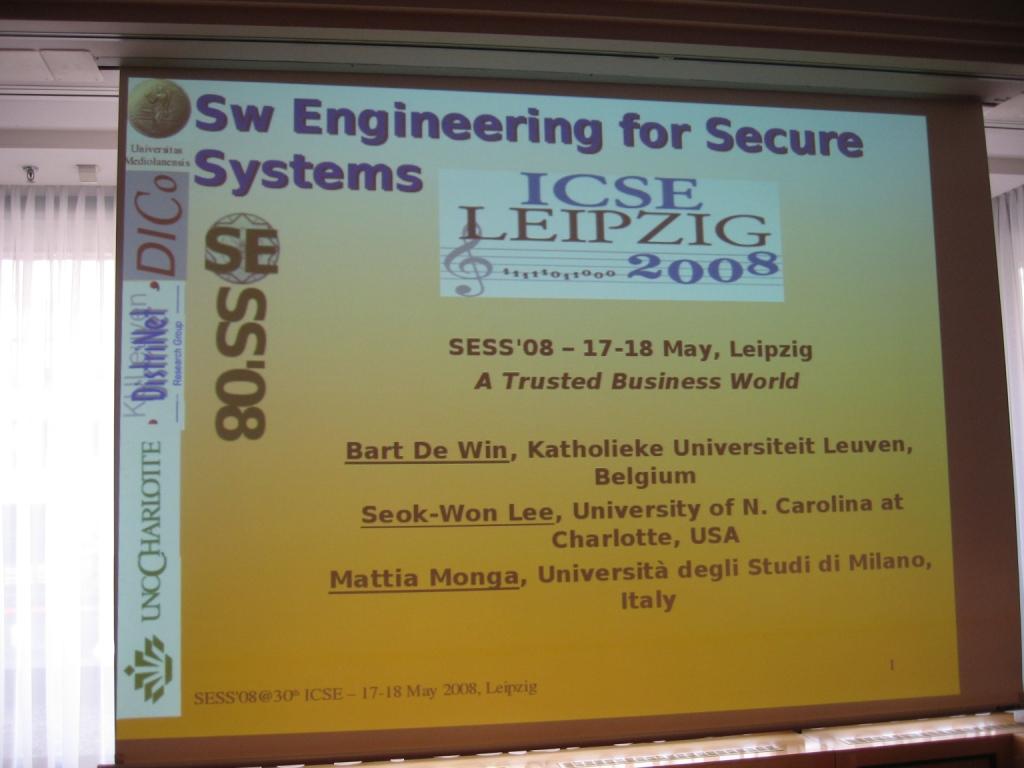 Sw Engineering for Secure
Systems
Universitas
Mediolanensis
DICo
SE
SS'08
ICSE
LEIPZIG
2008
KULeuven
DistriNet
Research Group
UNC CHARLOTTE
SESS'08 – 17-18 May, Leipzig
A Trusted Business World
Bart De Win, Katholieke Universiteit Leuven,
Belgium
Seok-Won Lee, University of N. Carolina at
Charlotte, USA
Mattia Monga, Università degli Studi di Milano,
Italy
SESS'08@30th ICSE – 17-18 May 2008, Leipzig
1